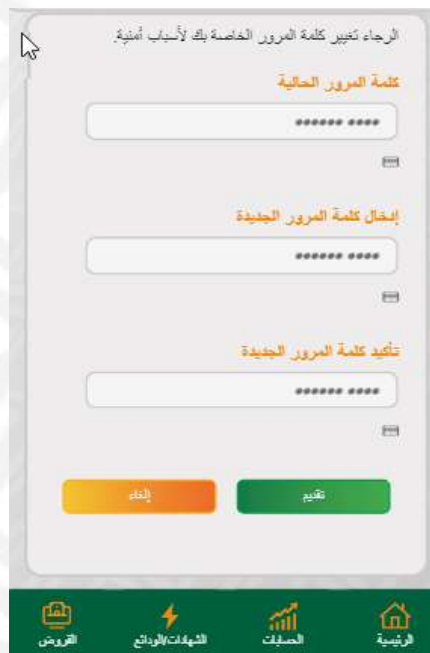 الرجاء تغيير كلمة المرور الخاصة بك لأسباب أمنية.
كلمة المرور الحالية
****** ****
إدخال كلمة المرور الجديدة
****** ****
تأكيد كلمة المرور الجديدة
****** ****
تقديم
إلغاء
الرئيسية
الحسابات
الشهادات/الودائع
القروض